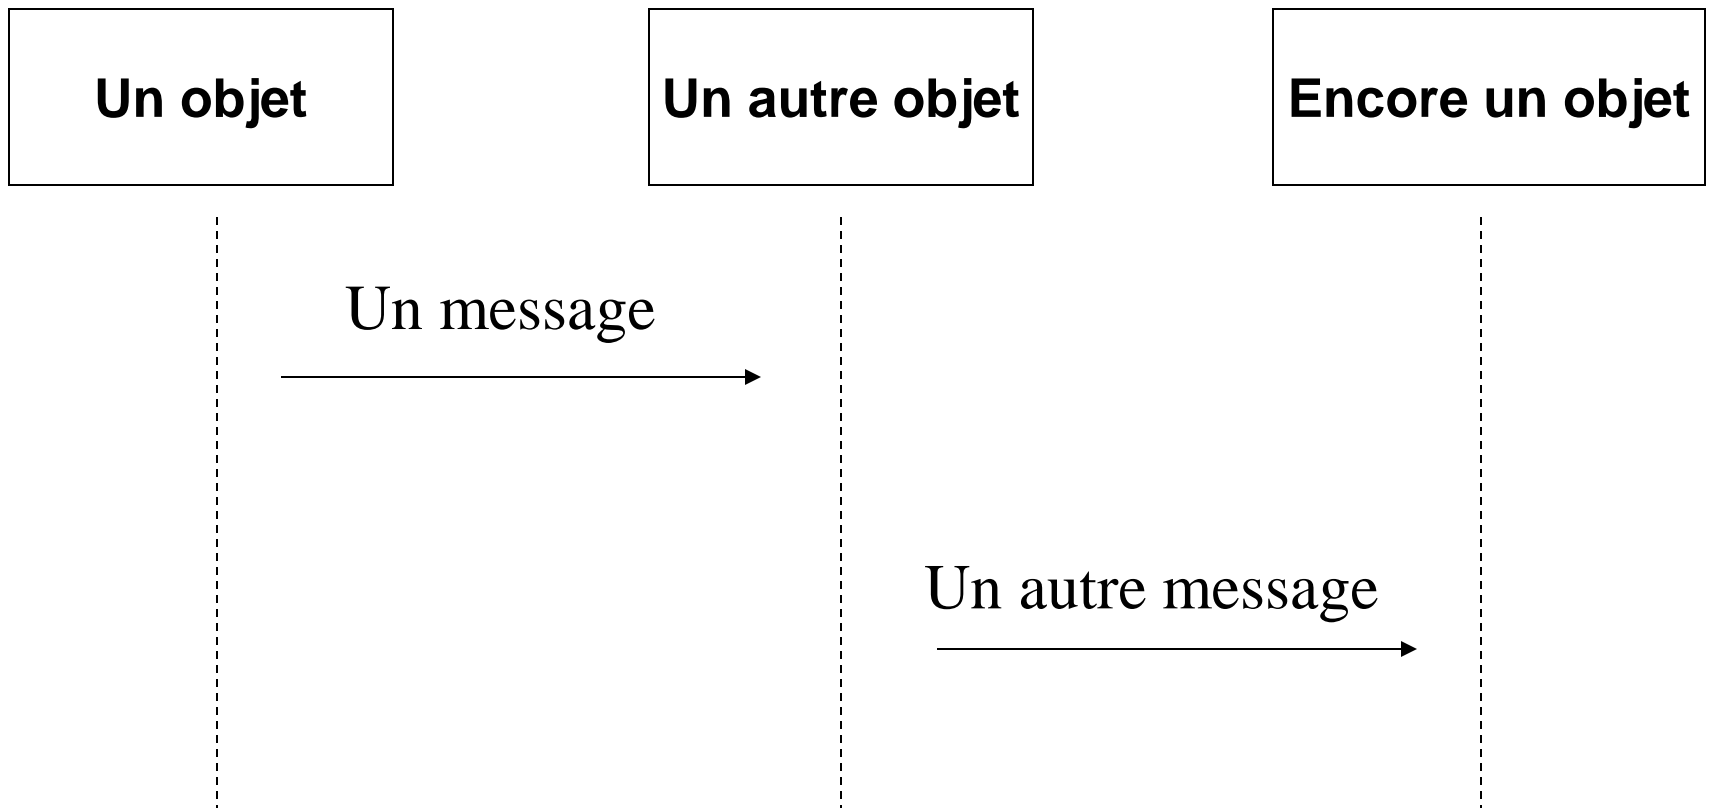 Un objet
Un autre objet
Encore un objet
Un message
Un autre message